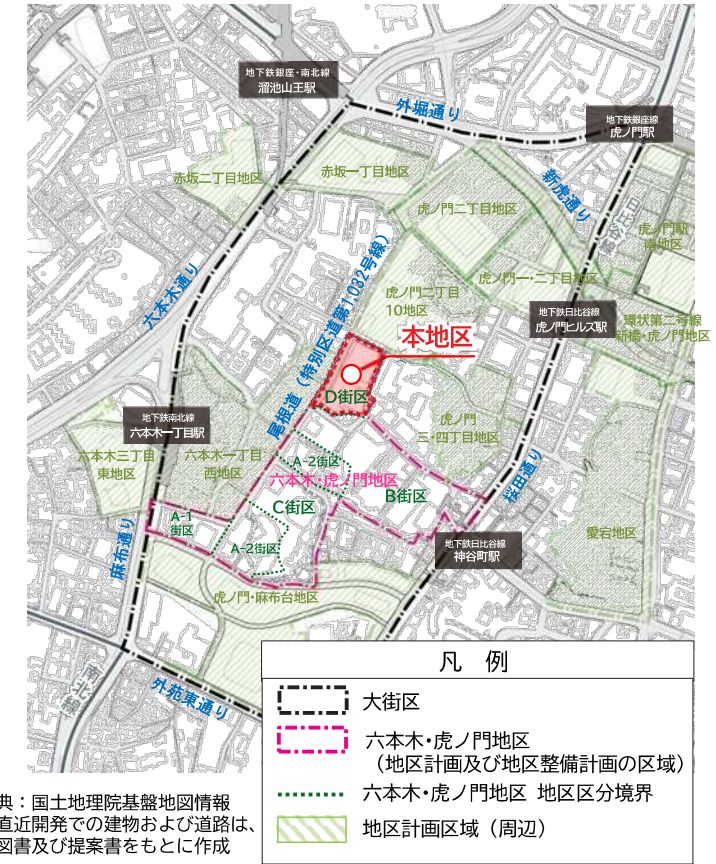 地下鉄銀座・南北線
溜池山王駅
外堀通り
地下鉄銀座線
虎ノ門駅
赤坂二丁目地区
赤坂一丁目地区
新虎通り
虎ノ門二丁目地区
虎ノ門駅
南地区
六本木通り
尾根道（特別区道第1,032号線）
虎ノ門二丁目
10地区
虎ノ門一・二丁目地区
地下鉄日比谷線
虎ノ門ヒルズ駅
環状第二号線
新橋・虎ノ門地区
本地区
D街区
地下鉄南北線
六本木一丁目駅
虎ノ門
三・四丁目地区
六本木三丁目
東地区
六本木一丁目
西地区
A-2街区
六本木・虎ノ門地区
B街区
桜田通り
C街区
A-1
街区
A-2街区
愛宕地区
麻布通り
地下鉄日比谷線
神谷町駅
虎ノ門・麻布台地区
南北線
外苑東通り
凡 例
大街区
六本木・虎ノ門地区
（地区計画及び地区整備計画の区域）
六本木・虎ノ門地区 地区区分境界
地区計画区域（周辺）
典：国土地理院基盤地図情報
直近開発での建物および道路は、
図書及び提案書をもとに作成